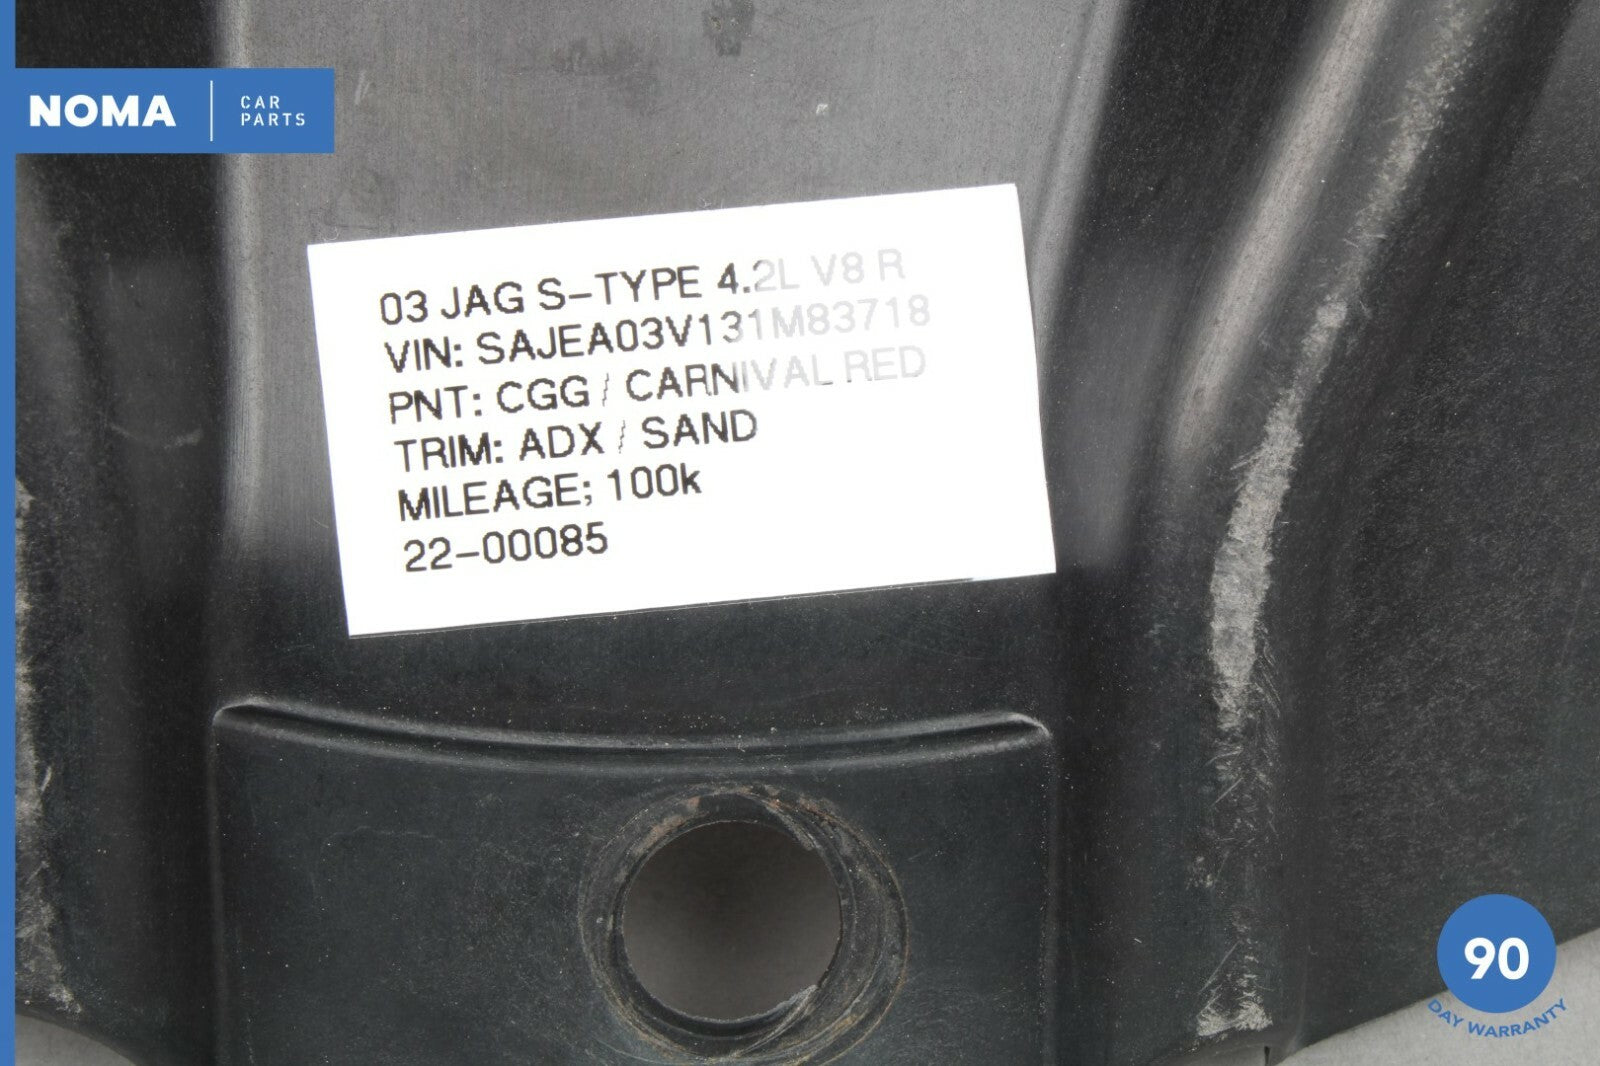 NOMA
CAR
PARTS
03 JAG S-TYPE 4.2L V8 R
VIN: SAJEA03V131M83718
PNT: CGG / CARNIVAL RED
TRIM: ADX / SAND
MILEAGE; 100k
22-00085
90
DAY WARRANTY